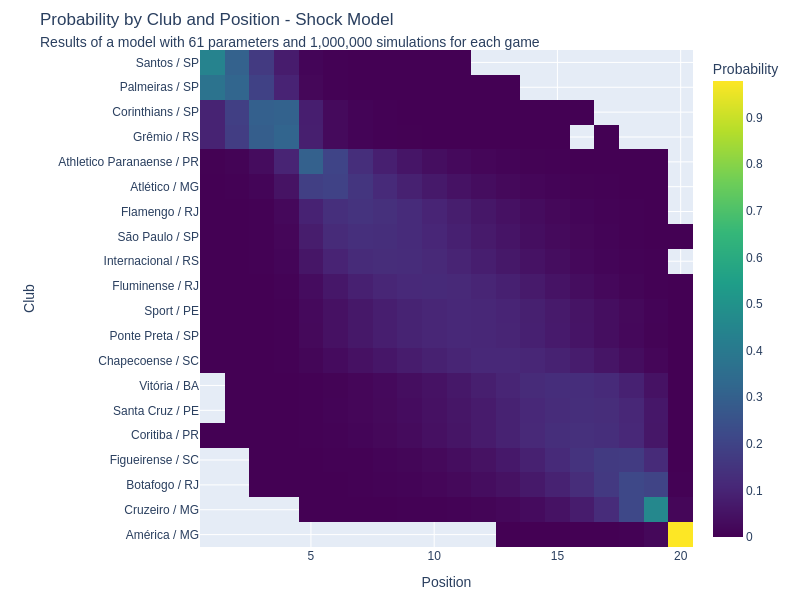 Probability by Club and Position - Shock Model
Results of a model with 61 parameters and 1,000,000 simulations for each game
Probability
Santos / SP
Palmeiras / SP
Corinthians / SP
Grêmio / RS
Athletico Paranaense / PR
Atlético / MG
Flamengo / RJ
São Paulo / SP
Internacional / RS
Fluminense / RJ
Sport / PE
Ponte Preta / SP
Chapecoense / SC
Vitória / BA
Santa Cruz / PE
Coritiba / PR
Figueirense / SC
Botafogo / RJ
Cruzeiro / MG
América / MG
Club
5
10
15
20
Position
0.9
0.8
0.7
0.6
0.5
0.4
0.3
0.2
0.1
0